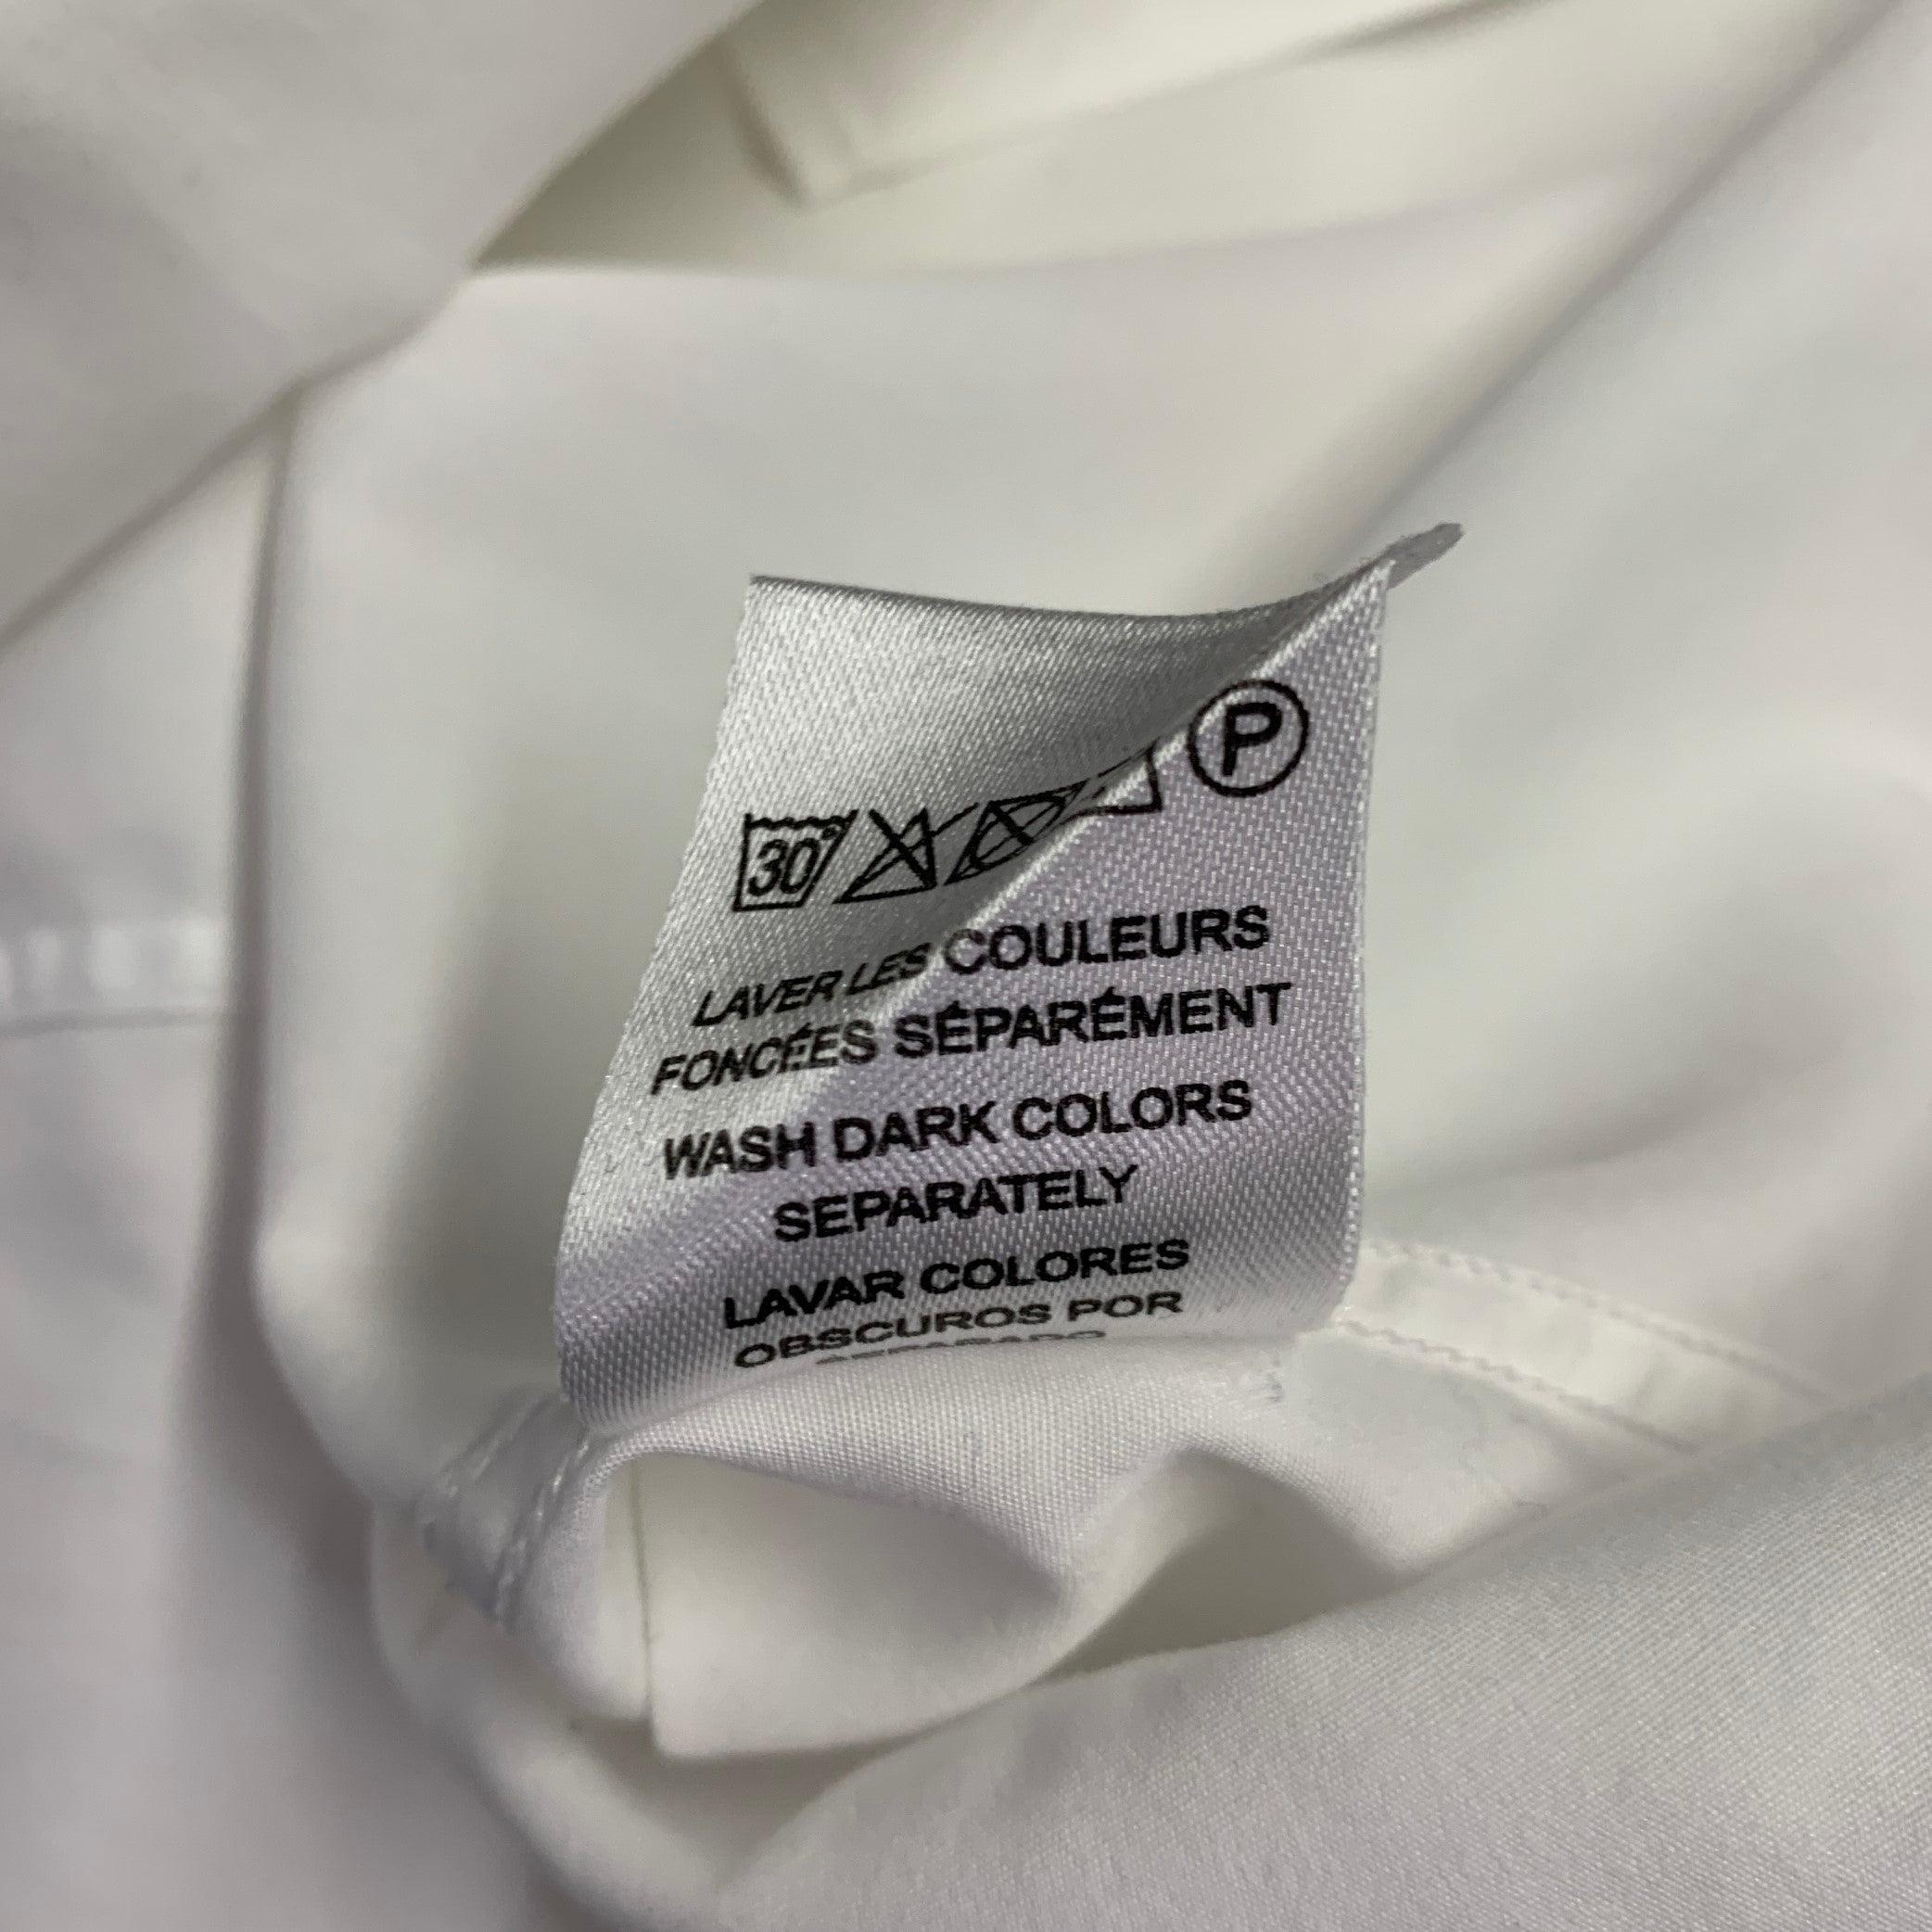 P
30°
LAVER LES COULEURS
FONCÉES SÉPARÉMENT
WASH DARK COLORS
SEPARATELY
LAVAR COLORES
OBSCUROS POR